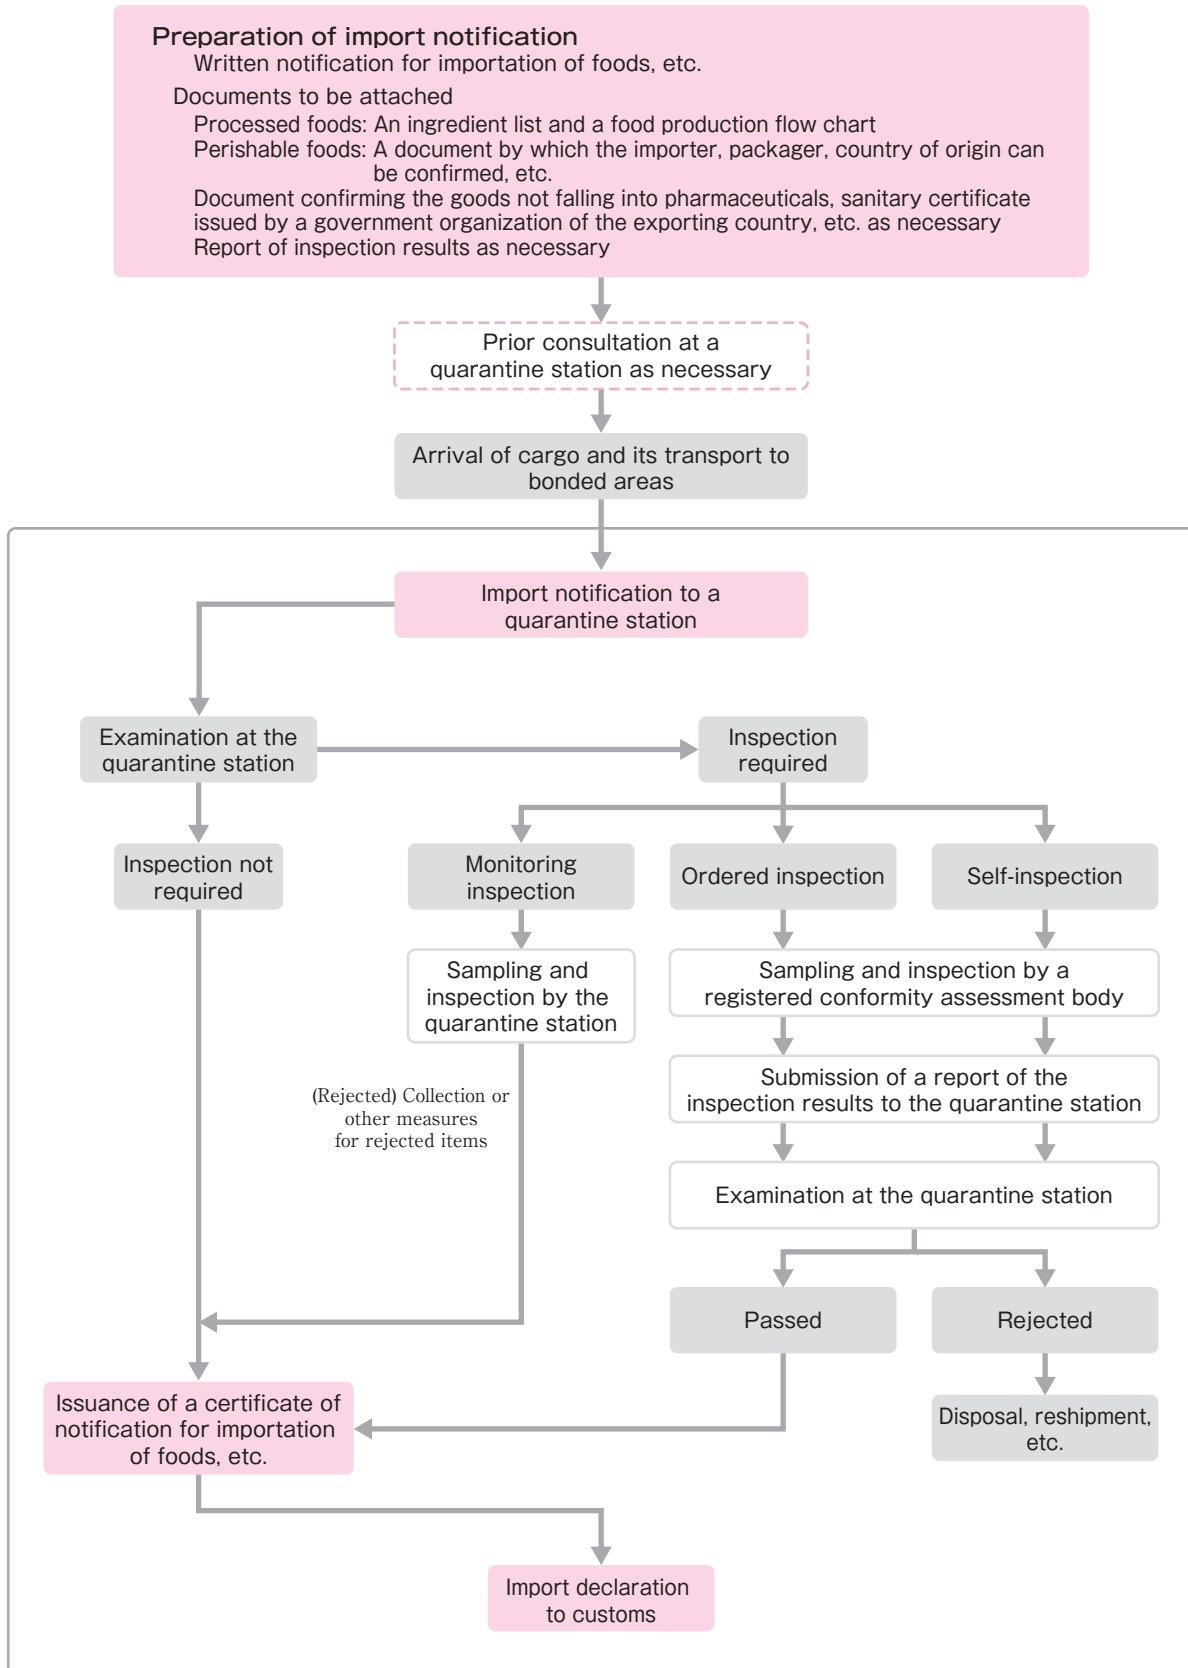 Preparation of import notification
Written notification for importation of foods, etc.
Documents to be attached
Processed foods: An ingredient list and a food production flow chart
Perishable foods: A document by which the importer, packager, country of origin can
be confirmed, etc.
Document confirming the goods not falling into pharmaceuticals, sanitary certificate
issued by a government organization of the exporting country, etc. as necessary
Report of inspection results as necessary
Prior consultation at a
quarantine station as necessary
Arrival of cargo and its transport to
bonded areas
Import notification to a
quarantine station
Examination at the
quarantine station
Inspection
required
Inspection not
required
Monitoring
inspection
Ordered inspection
Self-inspection
Sampling and
inspection by the
quarantine station
Sampling and inspection by a
registered conformity assessment body
(Rejected) Collection or
other measures
for rejected items
Submission of a report of the
inspection results to the quarantine station
Examination at the quarantine station
Passed
Rejected
Issuance of a certificate of
notification for importation
of foods, etc.
Disposal, reshipment,
etc.
Import declaration
to customs